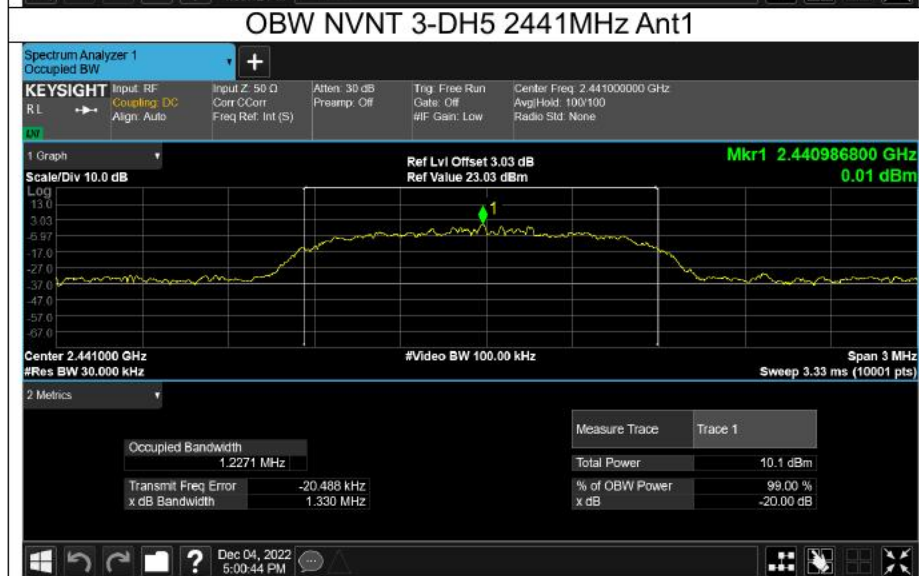 OBW NVNT 3-DH5 2441MHz Ant1
Spectrum Analyzer 1
Occupied BW
+
KEYSIGHT
R L
Input: RF
Coupling: DC
Align: Auto
Input Z: 50 Ω
Corr CCorr
Freq Ref: Int (S)
Atten: 30 dB
Preamp: Off
Trig: Free Run
Gate: Off
#IF Gain: Low
Center Freq: 2.441000000 GHz
Avg|Hold: 100/100
Radio Std: None
1 Graph
Scale/Div 10.0 dB
Ref Lvl Offset 3.03 dB
Ref Value 23.03 dBm
Mkr1 2.440986800 GHz
0.01 dBm
Log
13.0
3.03
-6.97
-17.0
-27.0
-37.0
-47.0
-57.0
-67.0
1
Center 2.441000 GHz
#Res BW 30.000 kHz
#Video BW 100.00 kHz
Span 3 MHz
Sweep 3.33 ms (10001 pts)
2 Metrics
Occupied Bandwidth
1.2271 MHz
Transmit Freq Error -20.488 kHz
x dB Bandwidth 1.330 MHz
Measure Trace Trace 1
Total Power 10.1 dBm
% of OBW Power 99.00 %
x dB -20.00 dB
?
Dec 04, 2022
5:00:44 PM